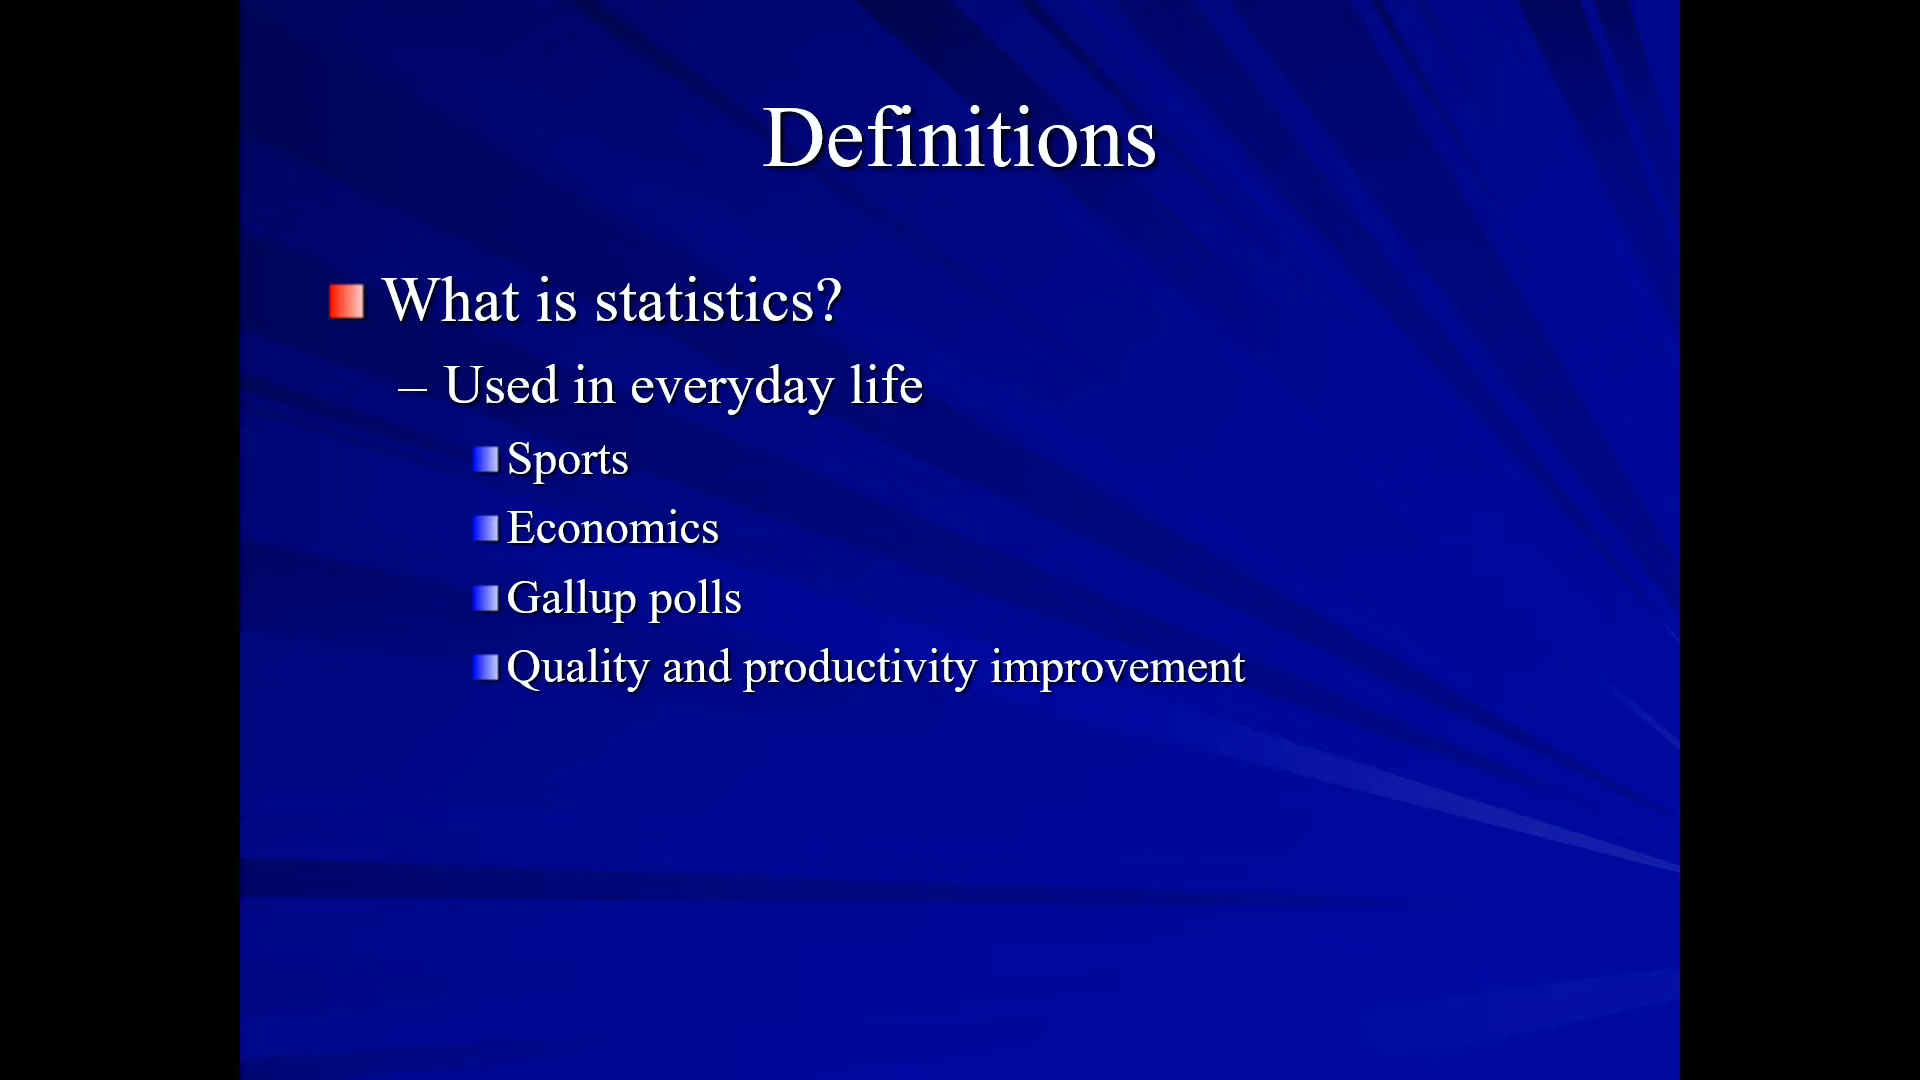 Definitions
What is statistics?
– Used in everyday life
Sports
Economics
Gallup polls
Quality and productivity improvement